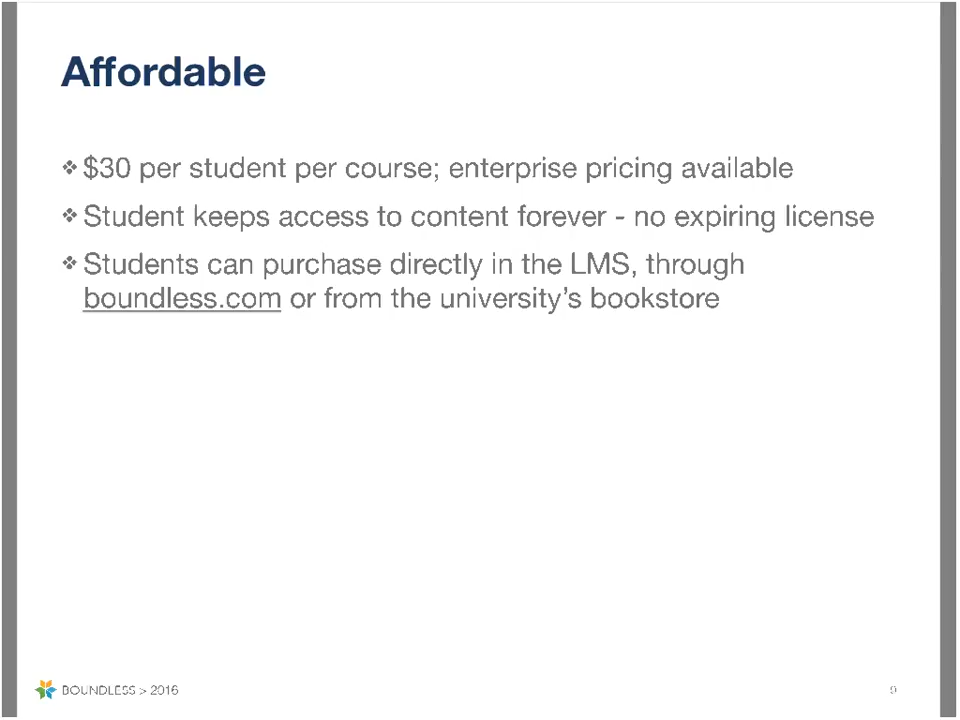 Affordable
❖ $30 per student per course; enterprise pricing available
❖ Student keeps access to content forever - no expiring license
❖ Students can purchase directly in the LMS, through
boundless.com or from the university’s bookstore
BOUNDLESS > 2016
9